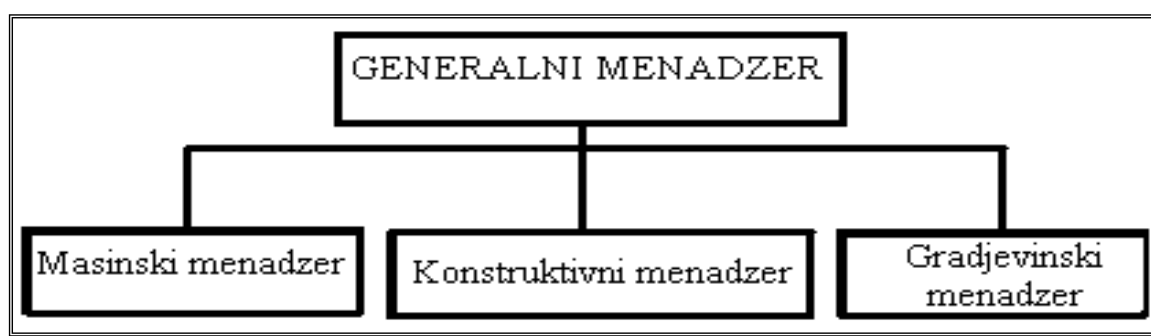 GENERALNI MENADZER
Masinski menadzer
Konstruktivni menadzer
Gradjevinski
menadzer